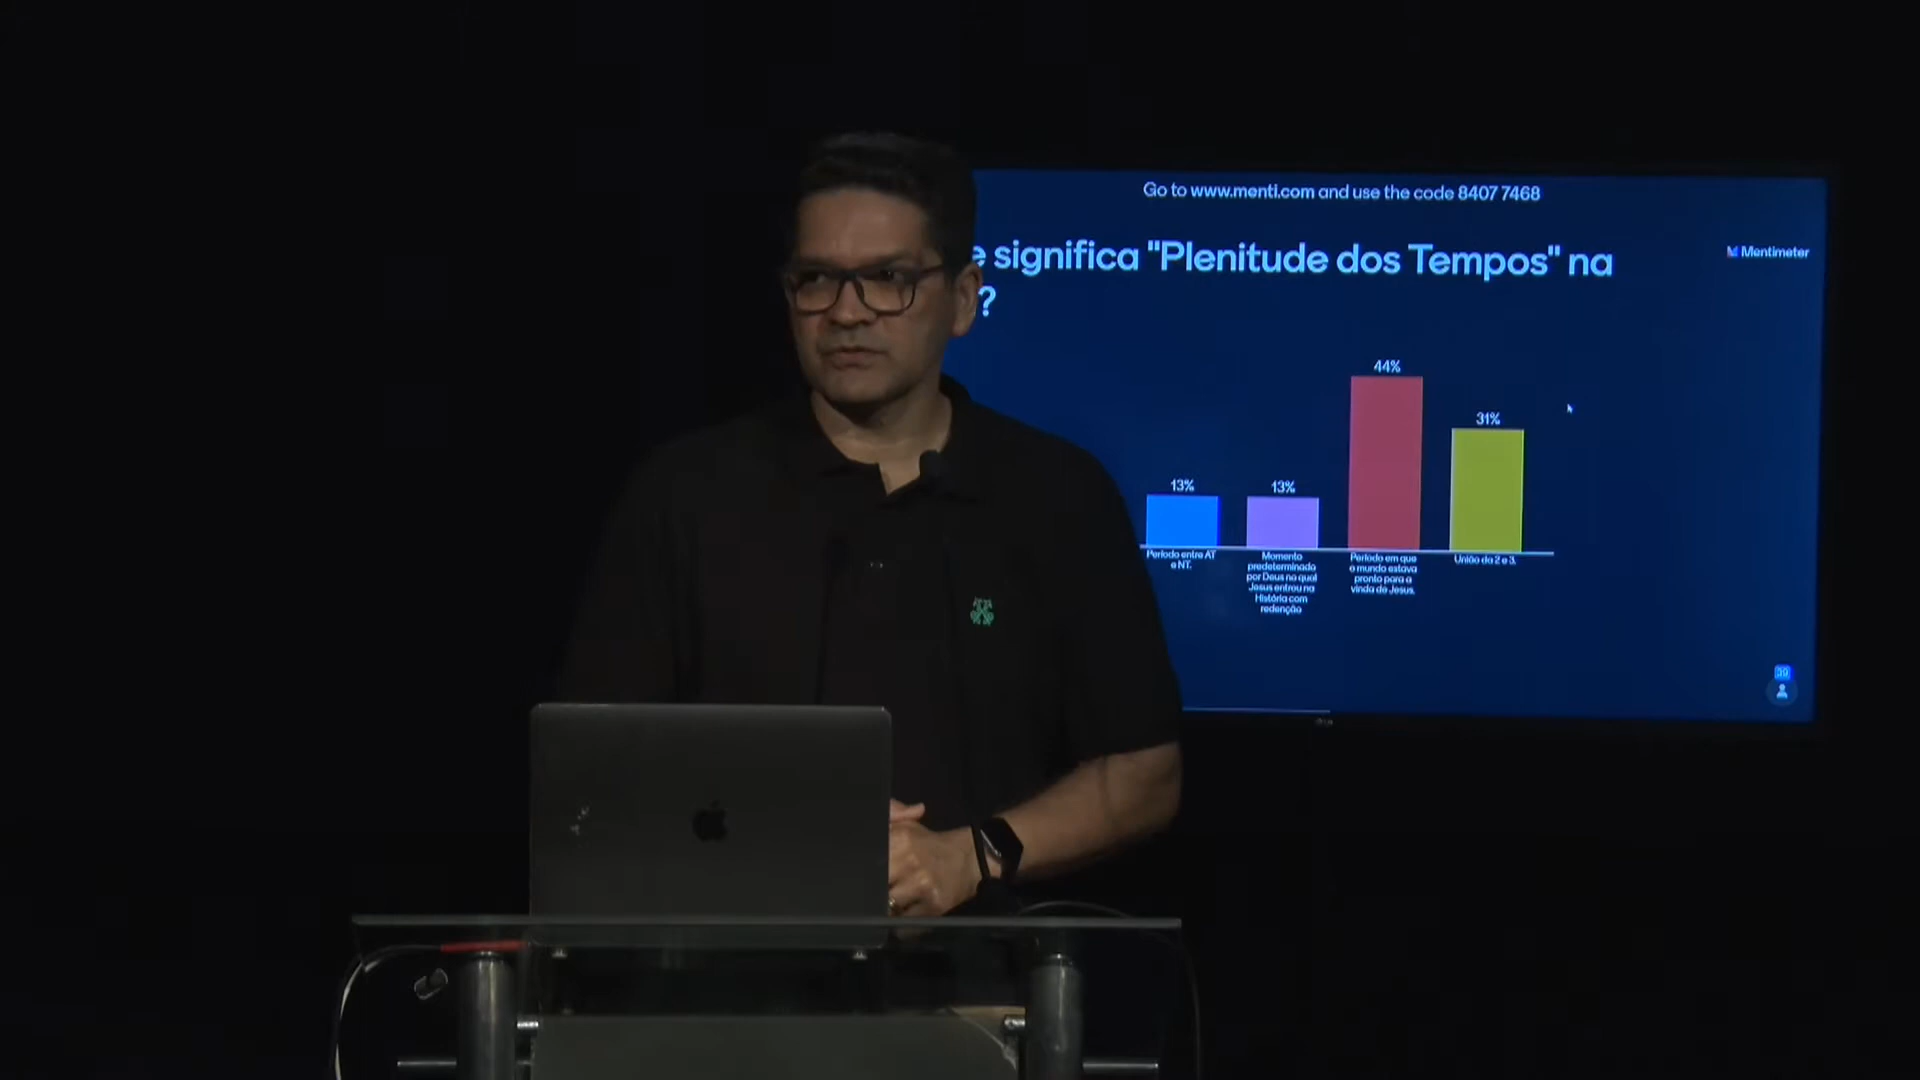 Go to www.menti.com and use the code 8407 7468
e significa "Plenitude dos Tempos" na
?
Mentimeter
44%
31%
13%
13%
Período entre AT
e NT.
Momento
predeterminado
por Deus no qual
Jesus entrou na
História com
redenção
Período em que
o mundo estava
pronto para a
vinda de Jesus.
União da 2 e 3.
39